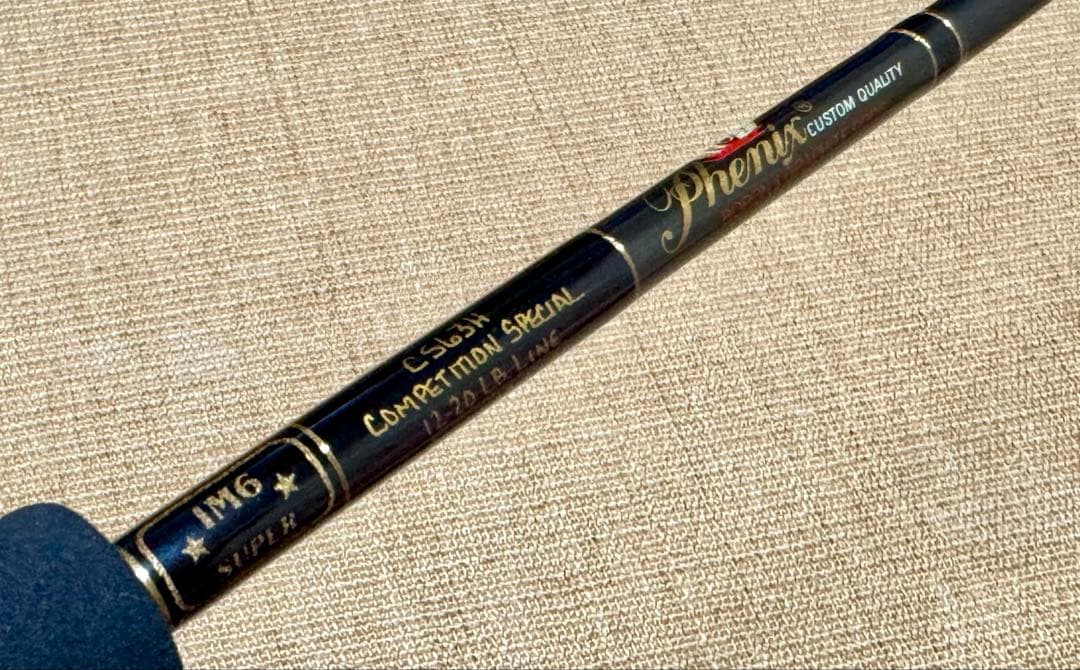 Phenix®
CUSTOM QUALITY
CS63H
COMPETITION SPECIAL
12-20 LB LINE
IM6
SUPER